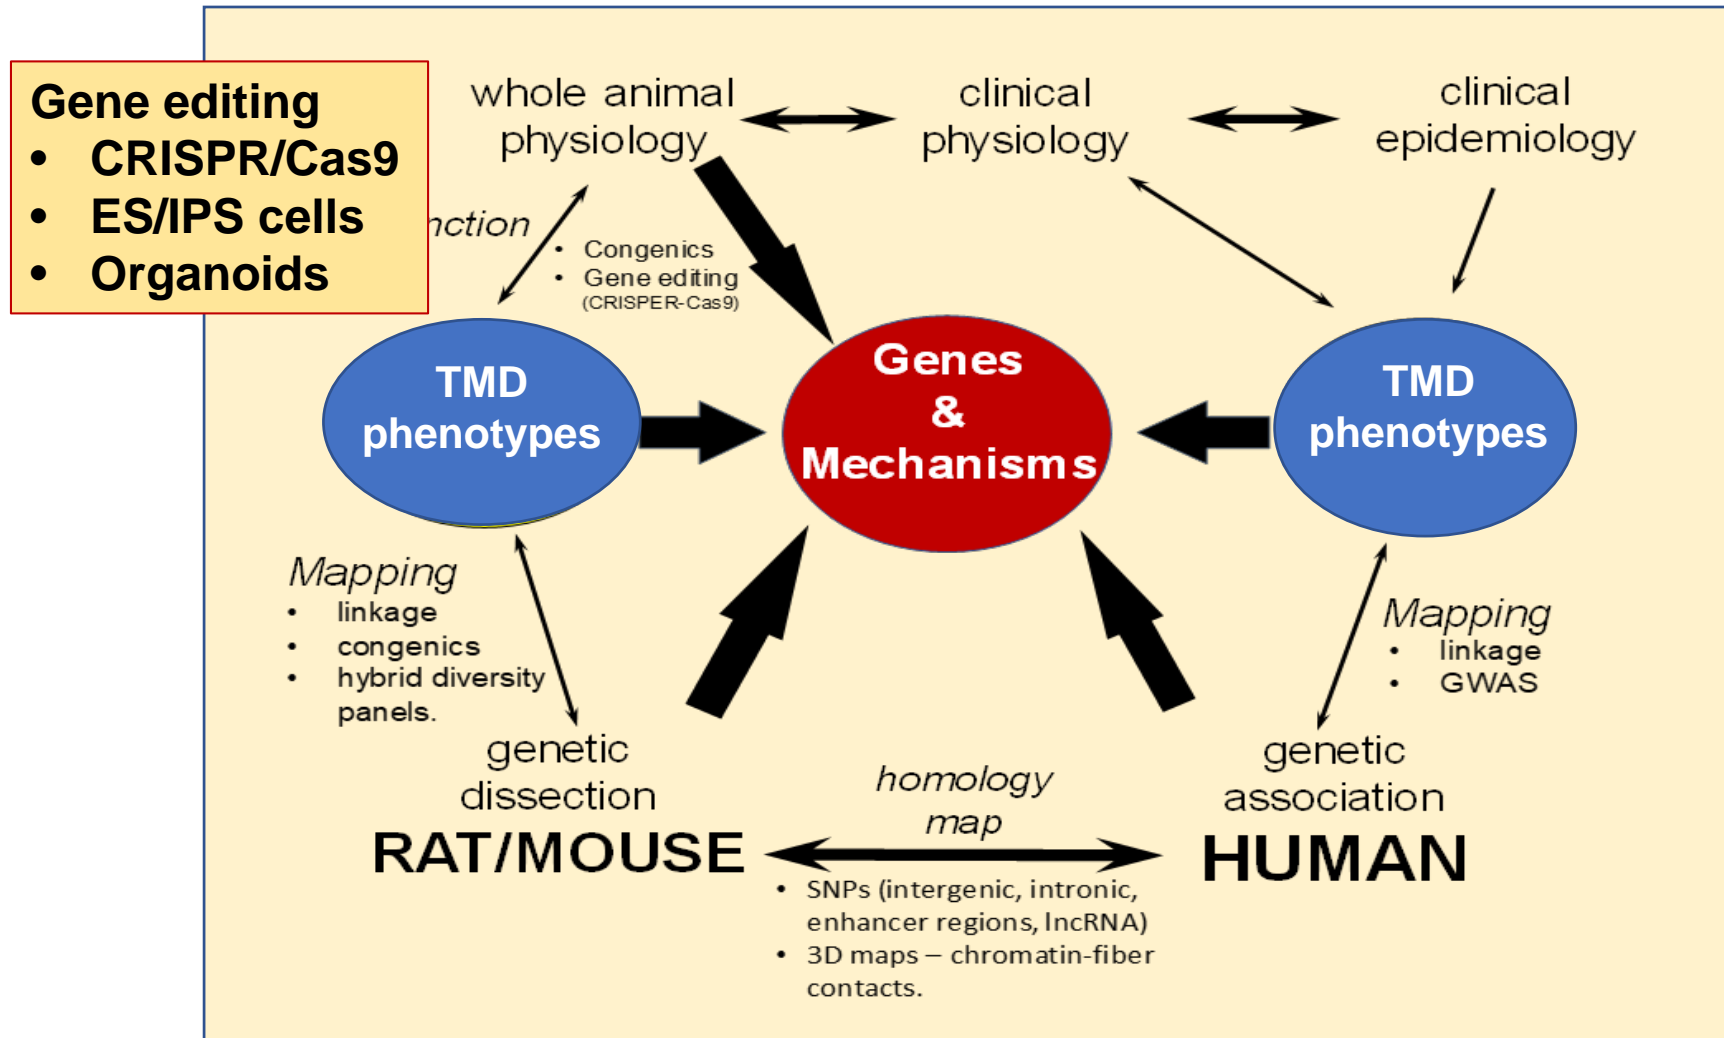 Gene editing
• CRISPR/Cas9
• ES/IPS cells
• Organoids
whole animal
physiology
clinical
physiology
clinical
epidemiology
nction
• Congenics
• Gene editing
(CRISPER-Cas9)
TMD
phenotypes
Genes
&
Mechanisms
TMD
phenotypes
Mapping
• linkage
• congenics
• hybrid diversity
panels.
Mapping
• linkage
• GWAS
genetic
dissection
RAT/MOUSE
homology
map
genetic
association
HUMAN
• SNPs (intergenic, intronic,
enhancer regions, lncRNA)
• 3D maps – chromatin-fiber
contacts.